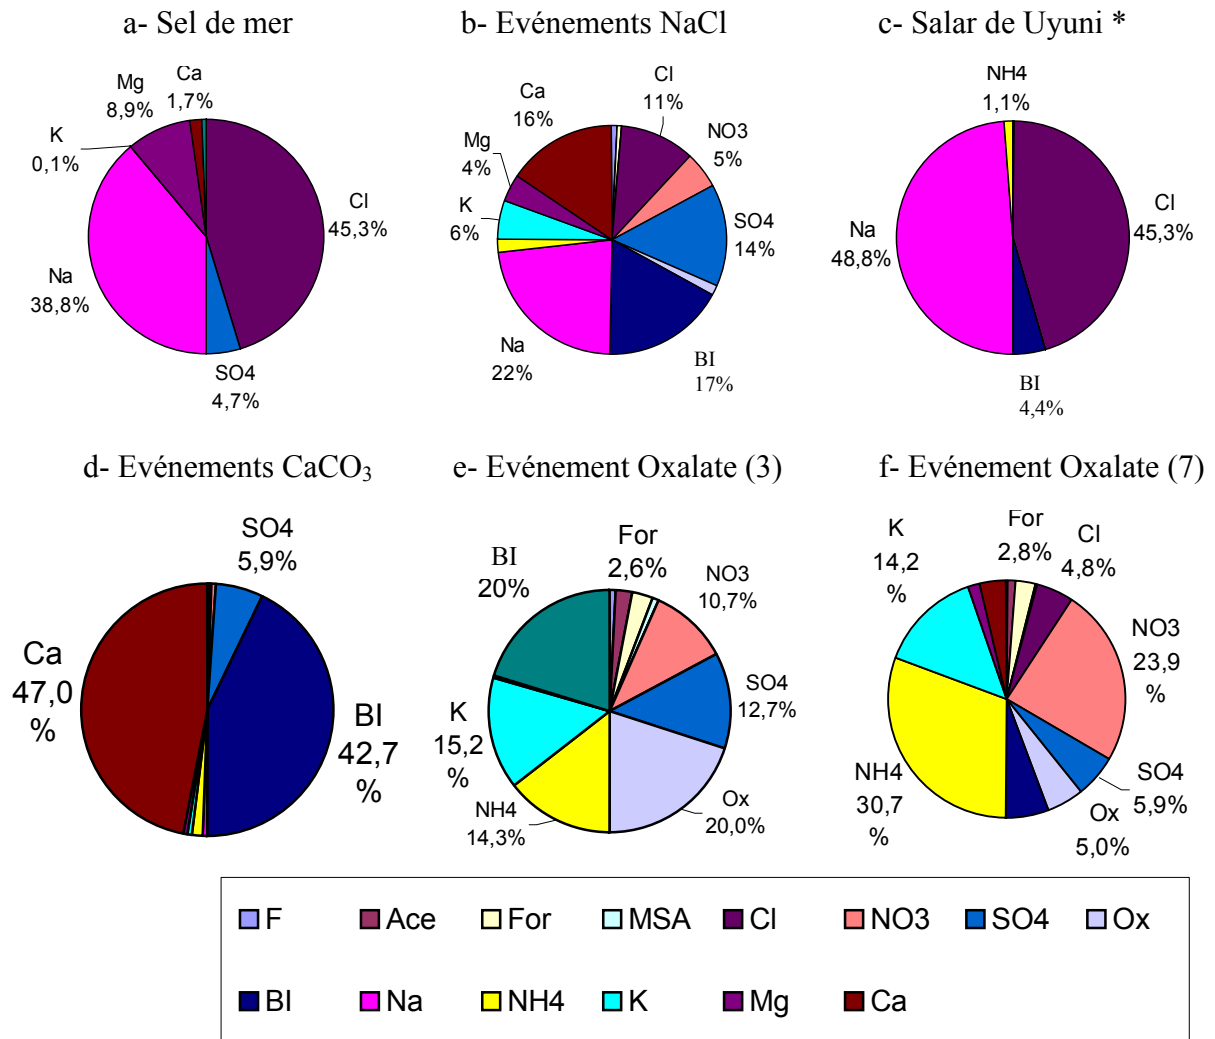 a- Sel de mer
Ca
1,7%
Mg
8,9%
K
0,1%
Cl
45,3%
Na
38,8%
SO4
4,7%
b- Evénements NaCl
Cl
11%
Ca
16%
NO3
5%
Mg
4%
K
6%
SO4
14%
Na
22%
BI
17%
c- Salar de Uyuni *
NH4
1,1%
Cl
45,3%
Na
48,8%
BI
4,4%
d- Evénements CaCO₃
SO4
5,9%
Ca
47,0
%
BI
42,7
%
e- Evénement Oxalate (3)
For
2,6%
BI
20%
NO3
10,7%
SO4
12,7%
K
15,2
%
NH4
14,3%
Ox
20,0%
f- Evénement Oxalate (7)
For
2,8%
Cl
4,8%
K
14,2
%
NO3
23,9
%
NH4
30,7
%
SO4
5,9%
Ox
5,0%
F Ace For MSA Cl NO3 SO4 Ox
BI Na NH4 K Mg Ca